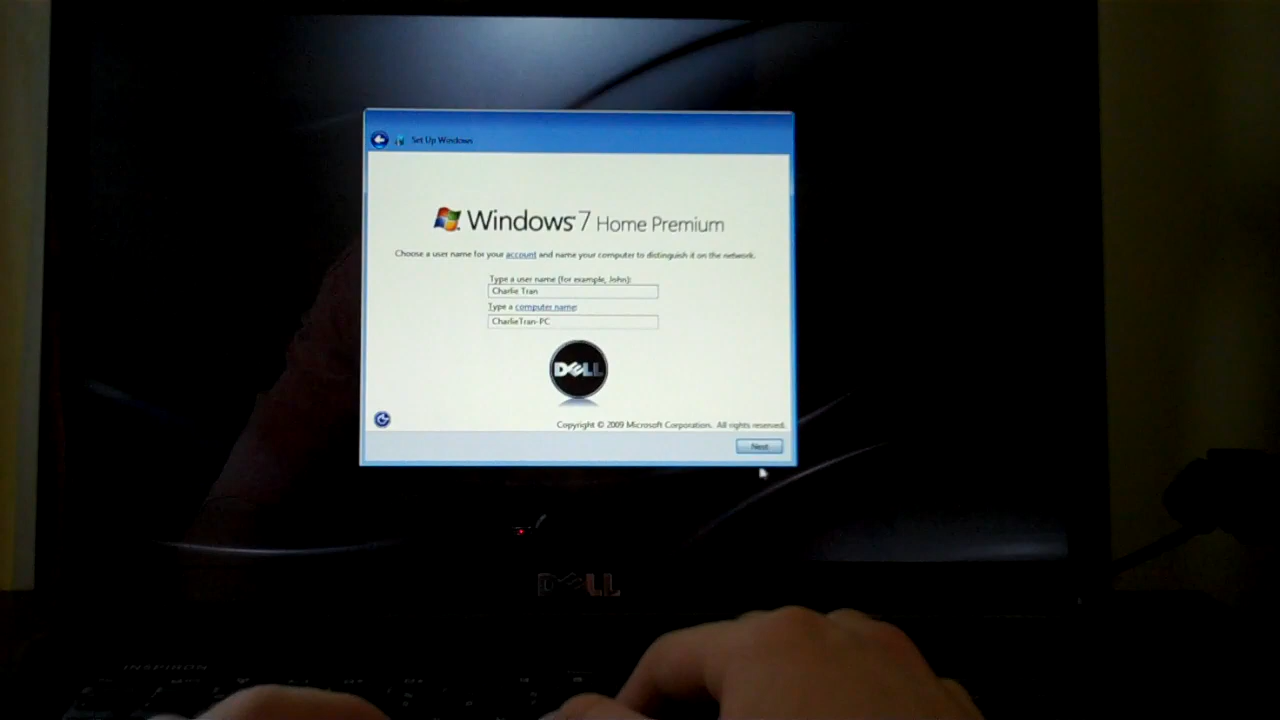 Set Up Windows
Windows 7 Home Premium
Choose a user name for your account and name your computer to distinguish it on the network.
Type a user name (for example, John):
Charlie Tran
Type a computer name:
CharlieTran-PC
DELL
Copyright © 2009 Microsoft Corporation. All rights reserved.
Next
DELL
INSPIRON